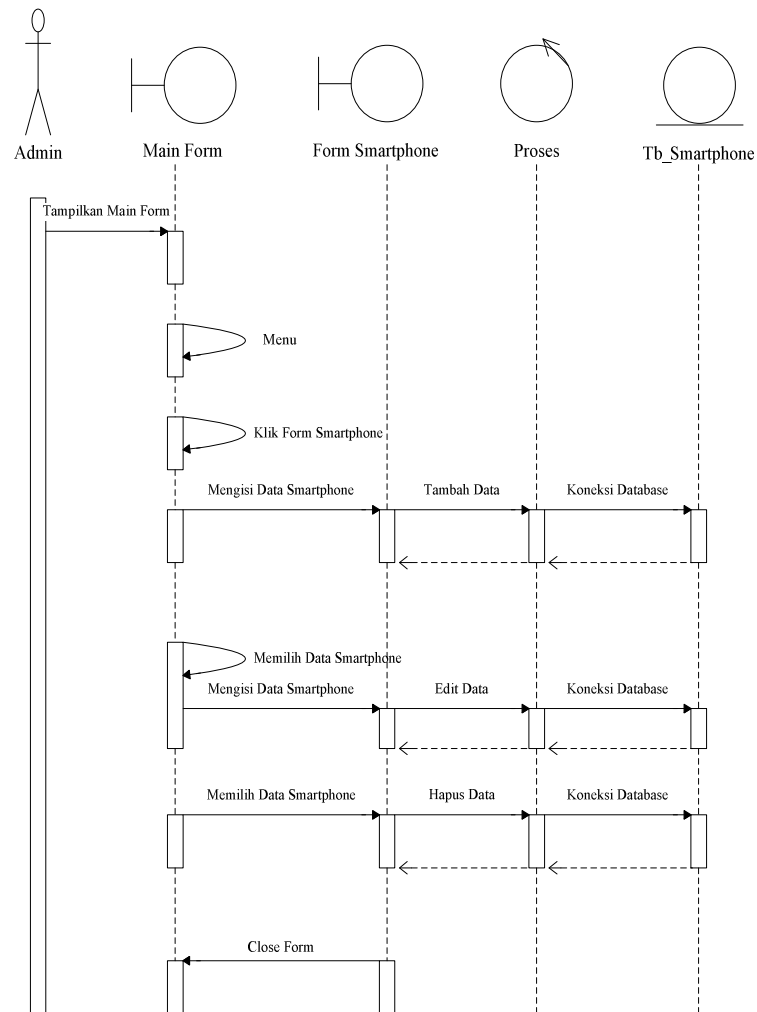 Admin
Main Form
Form Smartphone
Proses
Tb_Smartphone
Tampilkan Main Form
Menu
Klik Form Smartphone
Mengisi Data Smartphone
Tambah Data
Koneksi Database
Memilih Data Smartphone
Mengisi Data Smartphone
Edit Data
Koneksi Database
Memilih Data Smartphone
Hapus Data
Koneksi Database
Close Form